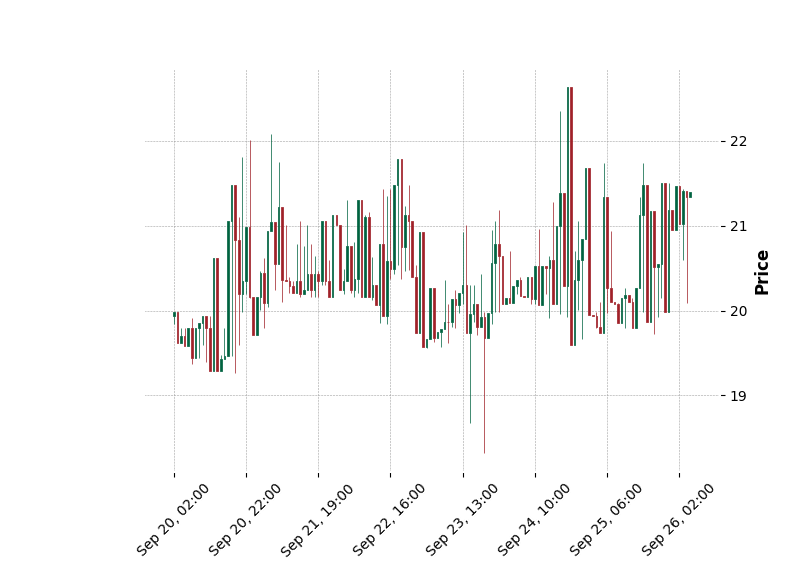 22
21
20
19
Price
Sep 20, 02:00
Sep 20, 22:00
Sep 21, 19:00
Sep 22, 16:00
Sep 23, 13:00
Sep 24, 10:00
Sep 25, 06:00
Sep 26, 02:00